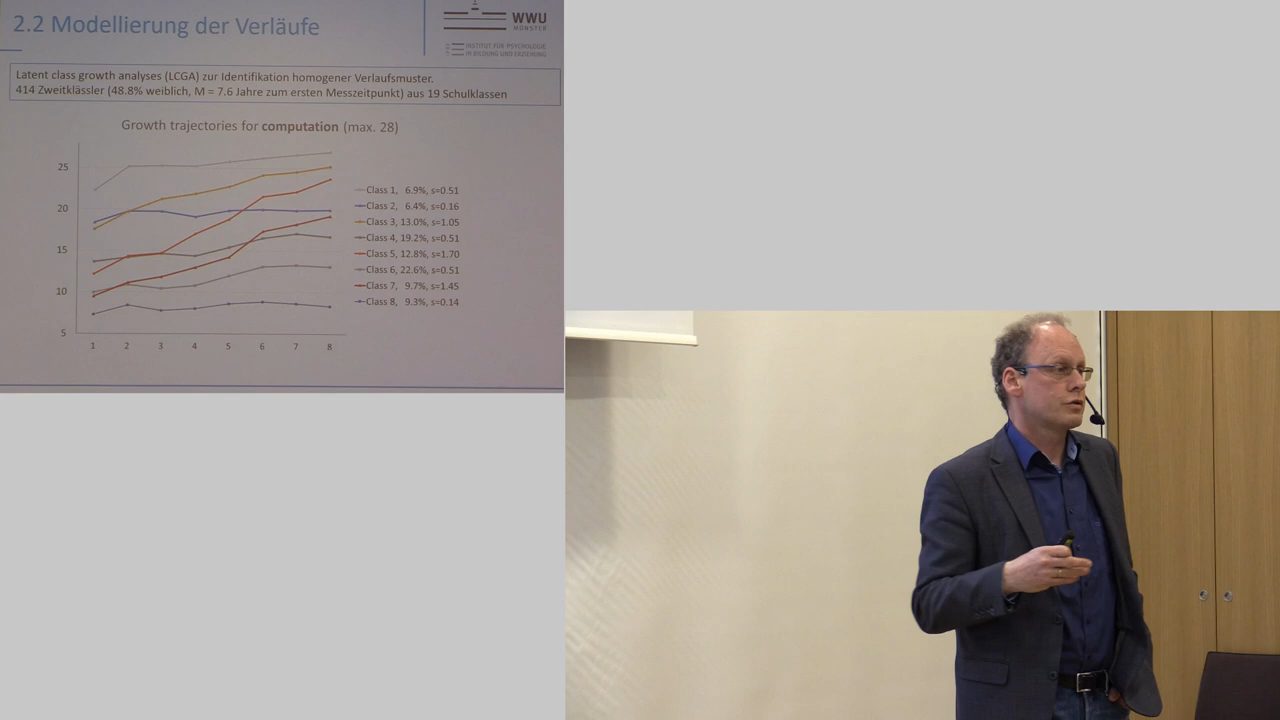 2.2 Modellierung der Verläufe
WWU
MÜNSTER
INSTITUT FÜR PSYCHOLOGIE
IN BILDUNG UND ERZIEHUNG
Latent class growth analyses (LCGA) zur Identifikation homogener Verlaufsmuster.
414 Zweitklässler (48.8% weiblich, M = 7.6 Jahre zum ersten Messzeitpunkt) aus 19 Schulklassen
Growth trajectories for computation (max. 28)
25
20
15
10
5
1 2 3 4 5 6 7 8
Class 1, 6.9%, s=0.51
Class 2, 6.4%, s=0.16
Class 3, 13.0%, s=1.05
Class 4, 19.2%, s=0.51
Class 5, 12.8%, s=1.70
Class 6, 22.6%, s=0.51
Class 7, 9.7%, s=1.45
Class 8, 9.3%, s=0.14